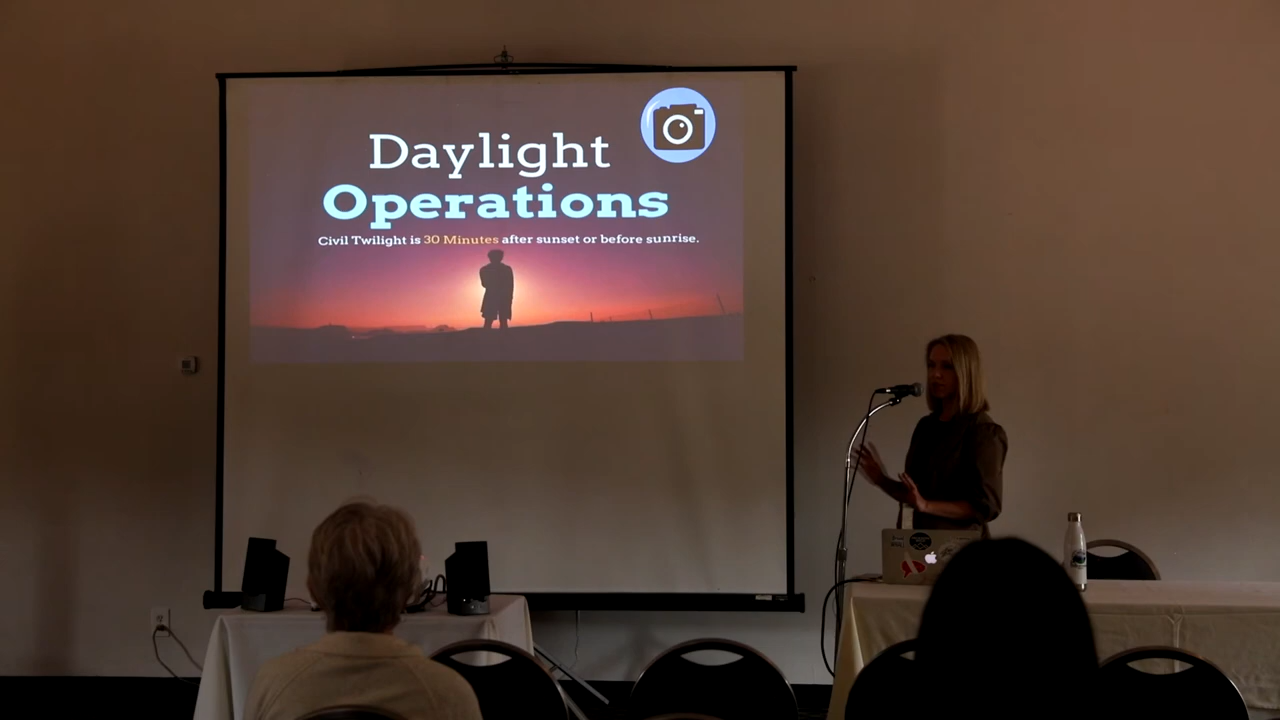 Daylight
Operations
Civil Twilight is 30 Minutes after sunset or before sunrise.